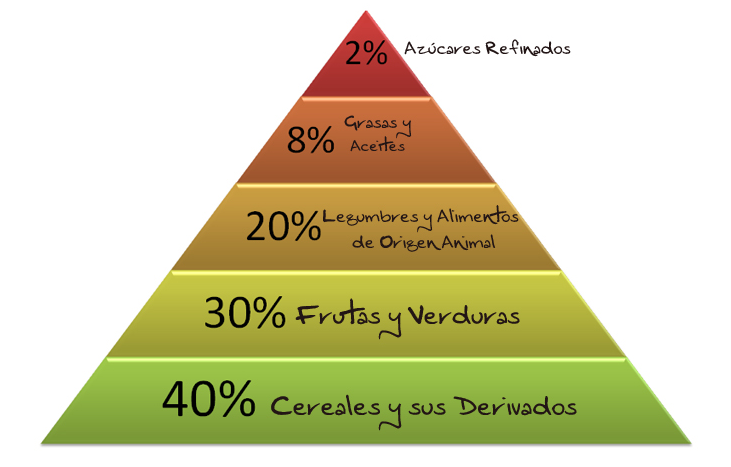 2% Azúcares Refinados
8% Grasas y
Aceites
20% Legumbres y Alimentos
de Origen Animal
30% Frutas y Verduras
40% Cereales y sus Derivados